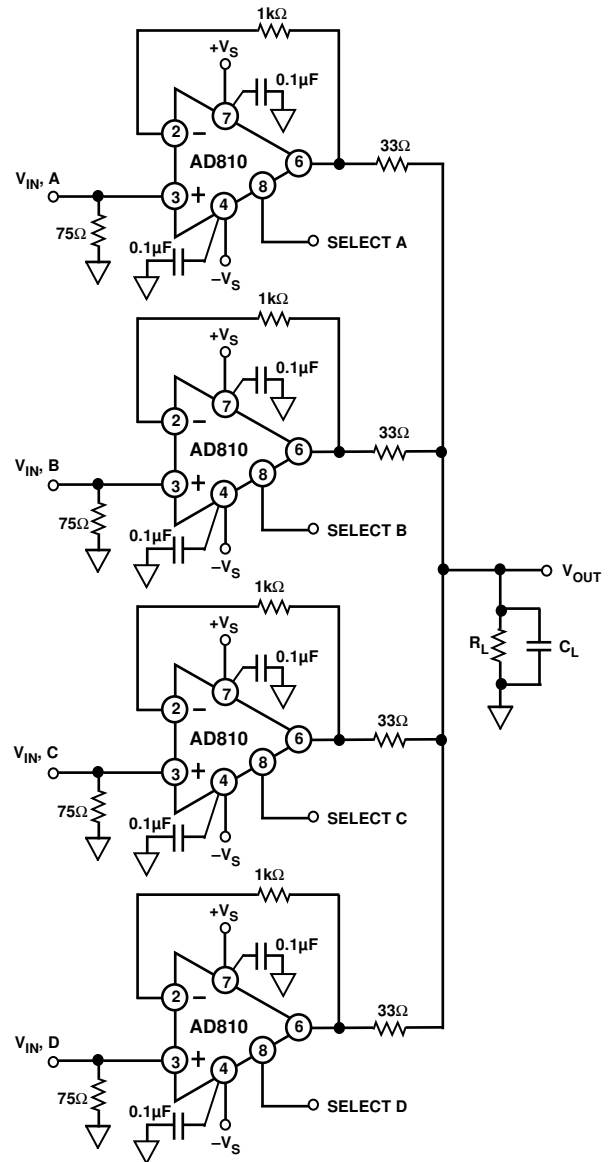 1kΩ
+VS
0.1µF
7
2
−
AD810
6
33Ω
VIN, A
3
+
8
4
75Ω
0.1µF
SELECT A
−VS
1kΩ
+VS
0.1µF
7
2
−
AD810
6
33Ω
VIN, B
3
+
8
4
75Ω
0.1µF
SELECT B
−VS
VOUT
1kΩ
+VS
RL
CL
0.1µF
7
2
−
AD810
6
33Ω
VIN, C
3
+
8
4
75Ω
0.1µF
SELECT C
−VS
1kΩ
+VS
0.1µF
7
2
−
AD810
6
33Ω
VIN, D
3
+
8
4
75Ω
0.1µF
SELECT D
−VS